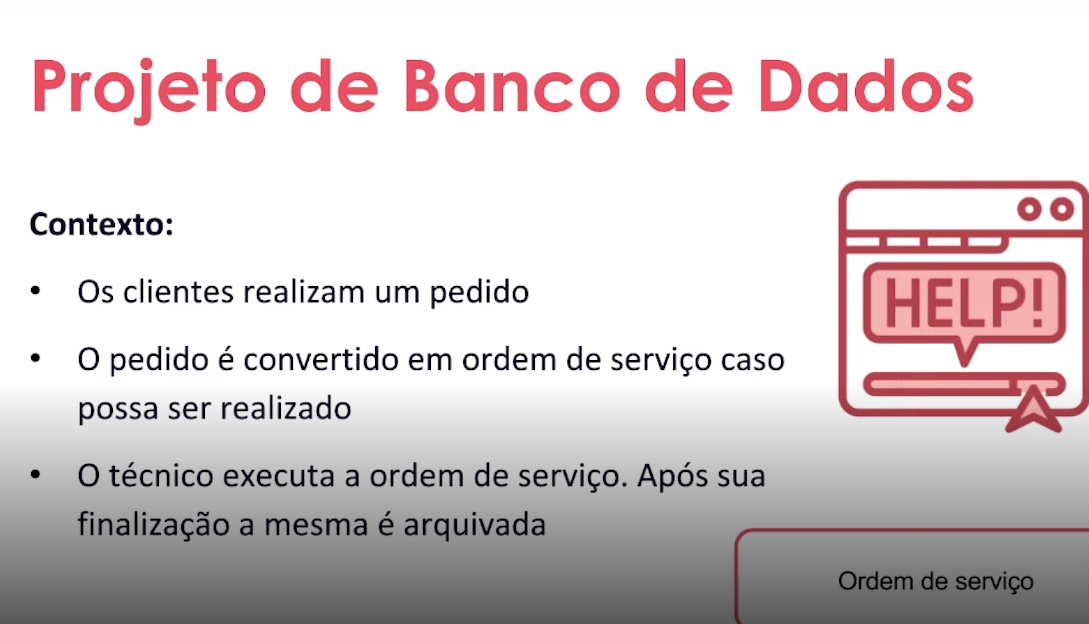 Projeto de Banco de Dados
Contexto:
• Os clientes realizam um pedido
• O pedido é convertido em ordem de serviço caso
possa ser realizado
• O técnico executa a ordem de serviço. Após sua
finalização a mesma é arquivada
HELP!
Ordem de serviço